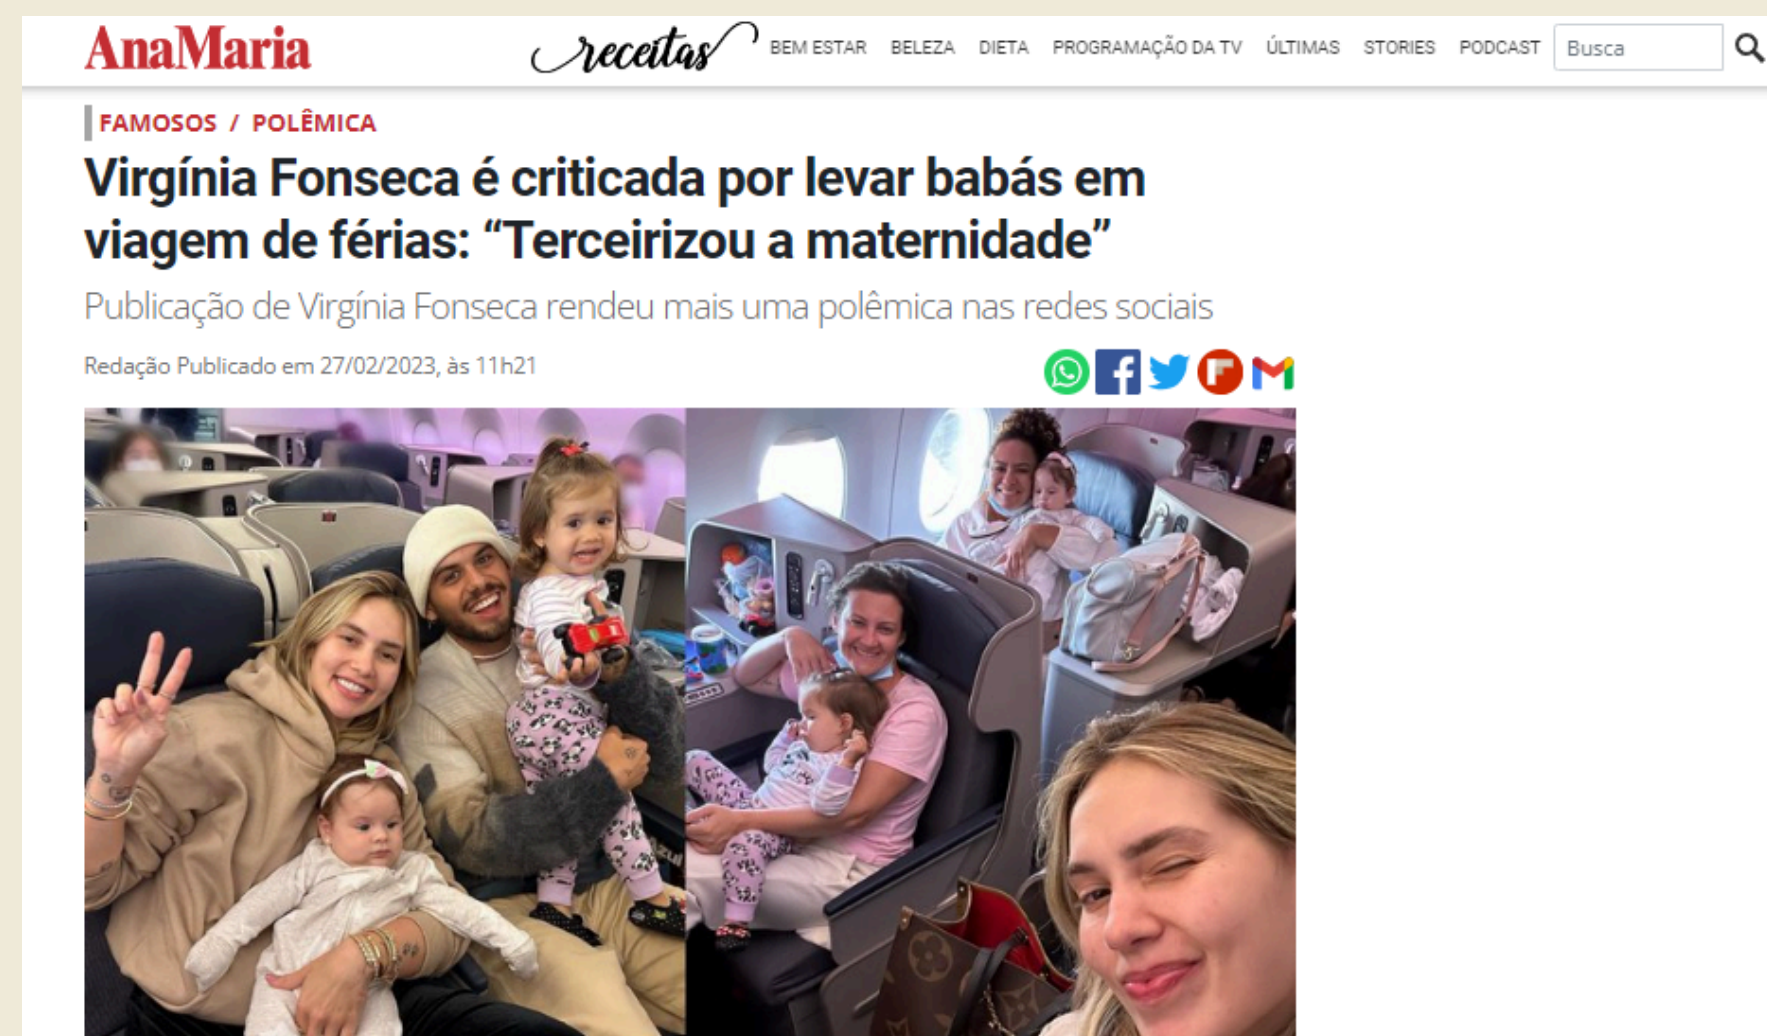 AnaMaria
receitas BEM ESTAR BELEZA DIETA PROGRAMAÇÃO DA TV ÚLTIMAS STORIES PODCAST Busca
FAMOSOS / POLÊMICA
Virgínia Fonseca é criticada por levar babás em
viagem de férias: “Terceirizou a maternidade”
Publicação de Virgínia Fonseca rendeu mais uma polêmica nas redes sociais
Redação Publicado em 27/02/2023, às 11h21
Azul